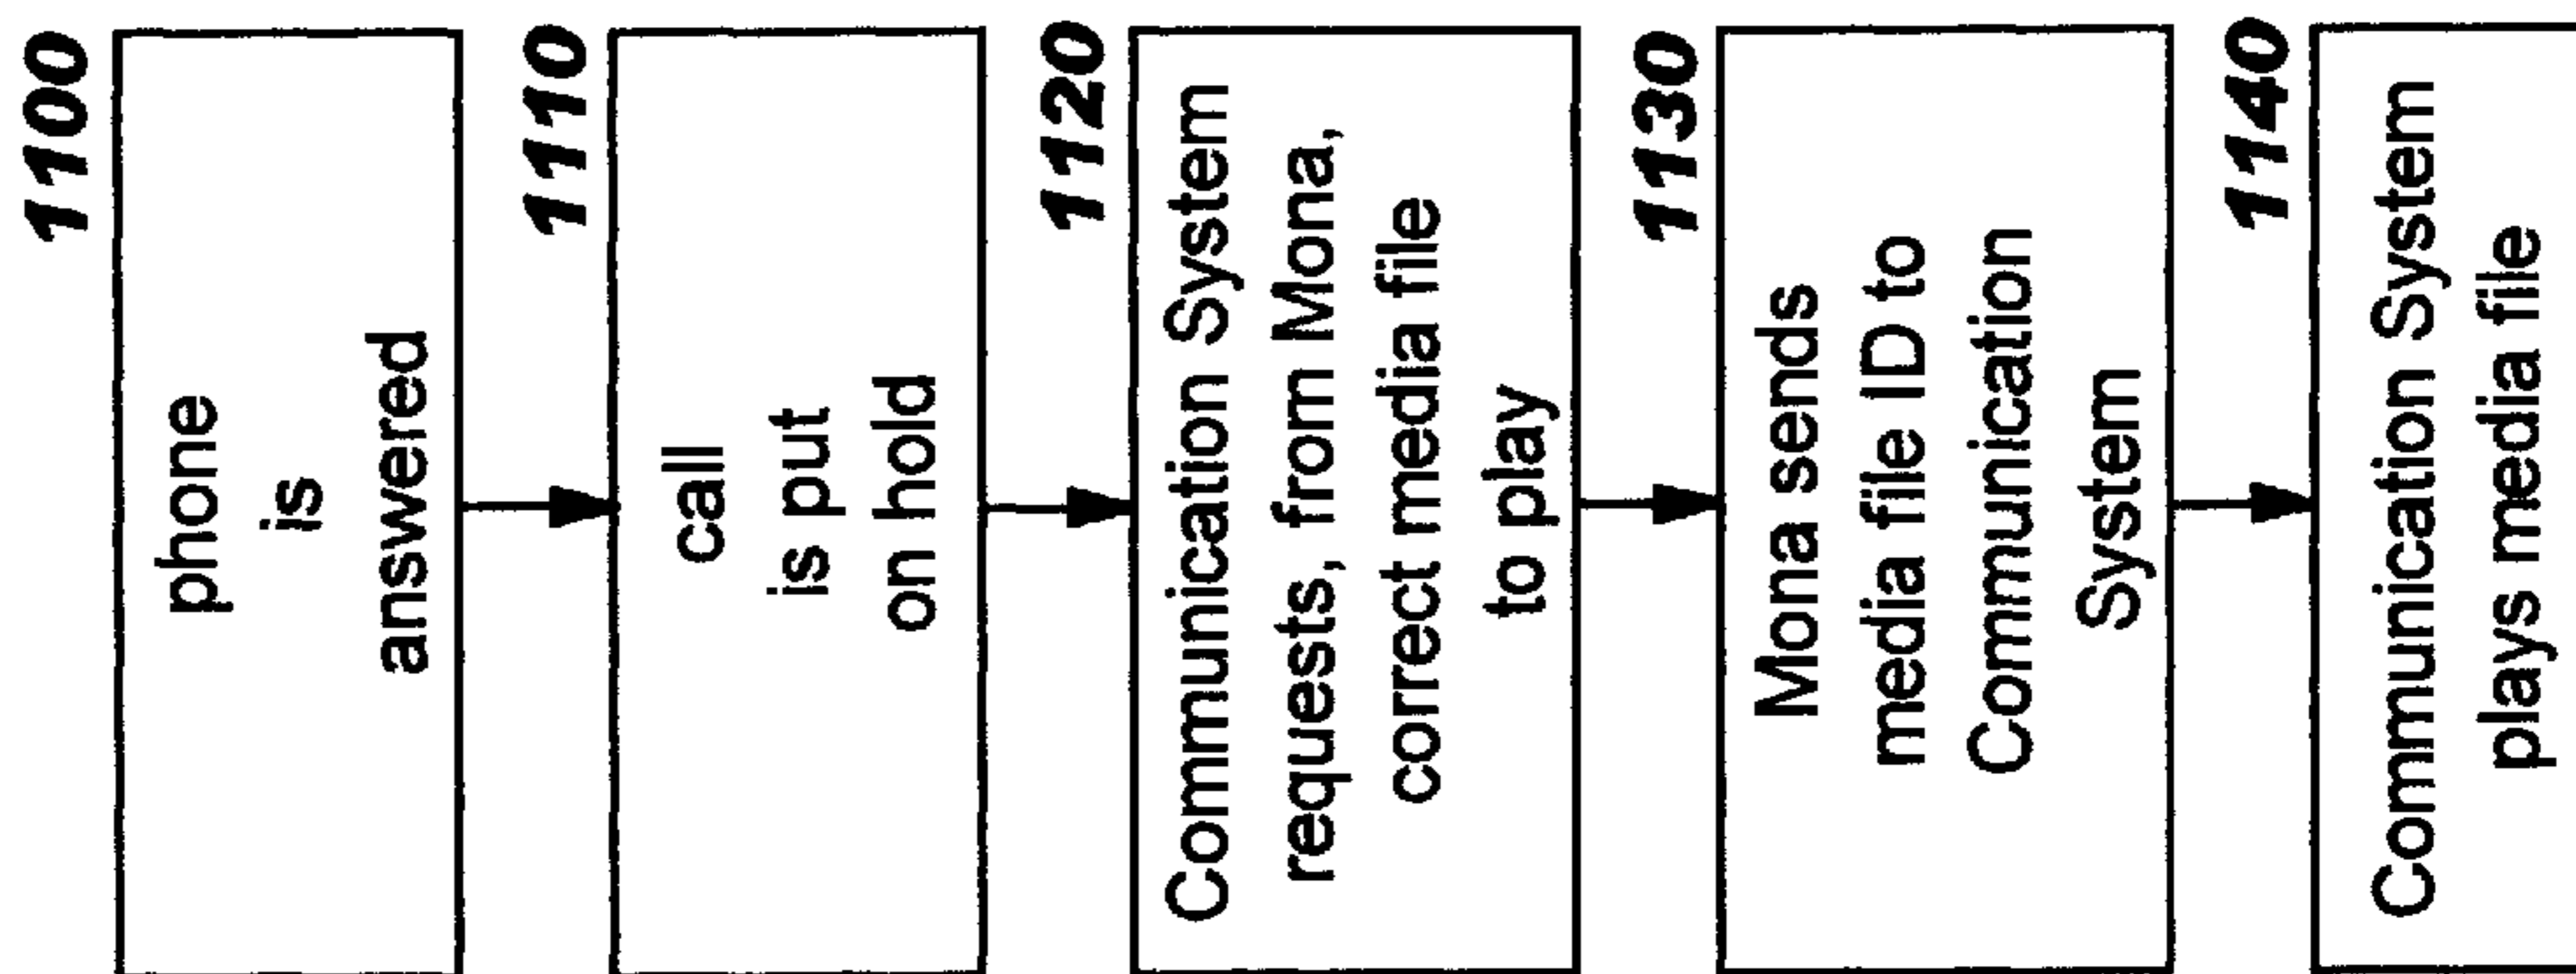 1100
phone
is
answered
1110
call
is put
on hold
1120
Communication System
requests, from Mona,
correct media file
to play
1130
Mona sends
media file ID to
Communication
System
1140
Communication System
plays media file